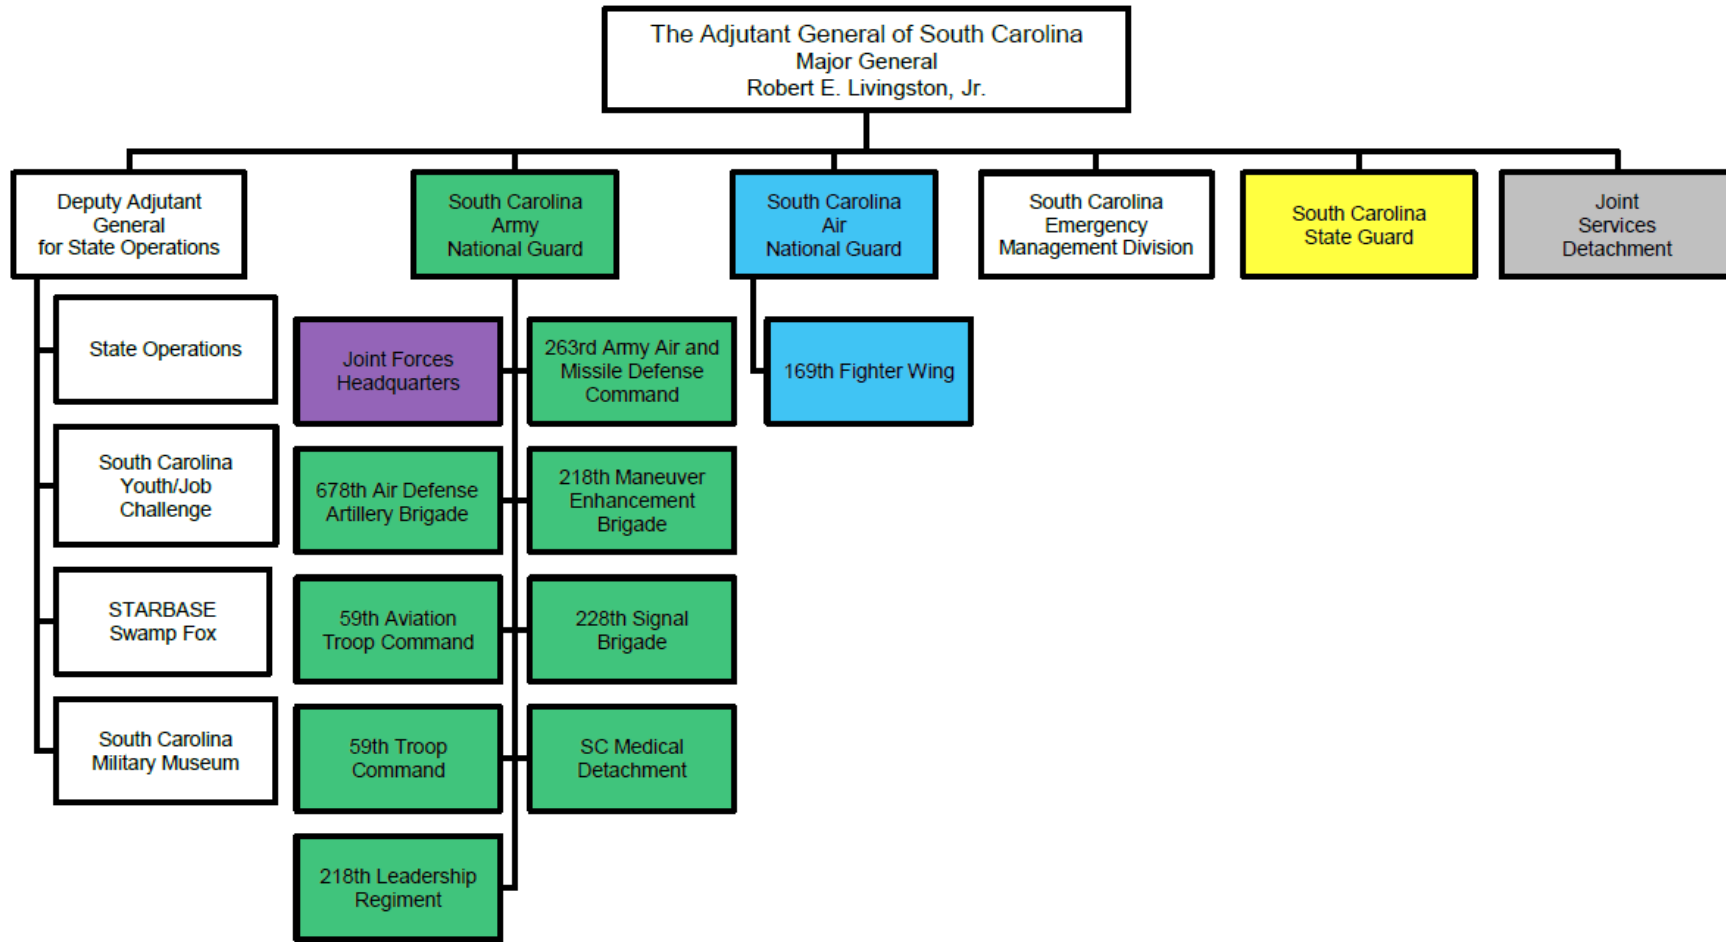 The Adjutant General of South Carolina
Major General
Robert E. Livingston, Jr.
Deputy Adjutant
General
for State Operations
South Carolina
Army
National Guard
South Carolina
Air
National Guard
South Carolina
Emergency
Management Division
South Carolina
State Guard
Joint
Services
Detachment
State Operations
South Carolina
Youth/Job
Challenge
STARBASE
Swamp Fox
South Carolina
Military Museum
Joint Forces
Headquarters
263rd Army Air and
Missile Defense
Command
678th Air Defense
Artillery Brigade
218th Maneuver
Enhancement
Brigade
59th Aviation
Troop Command
228th Signal
Brigade
59th Troop
Command
SC Medical
Detachment
218th Leadership
Regiment
169th Fighter Wing